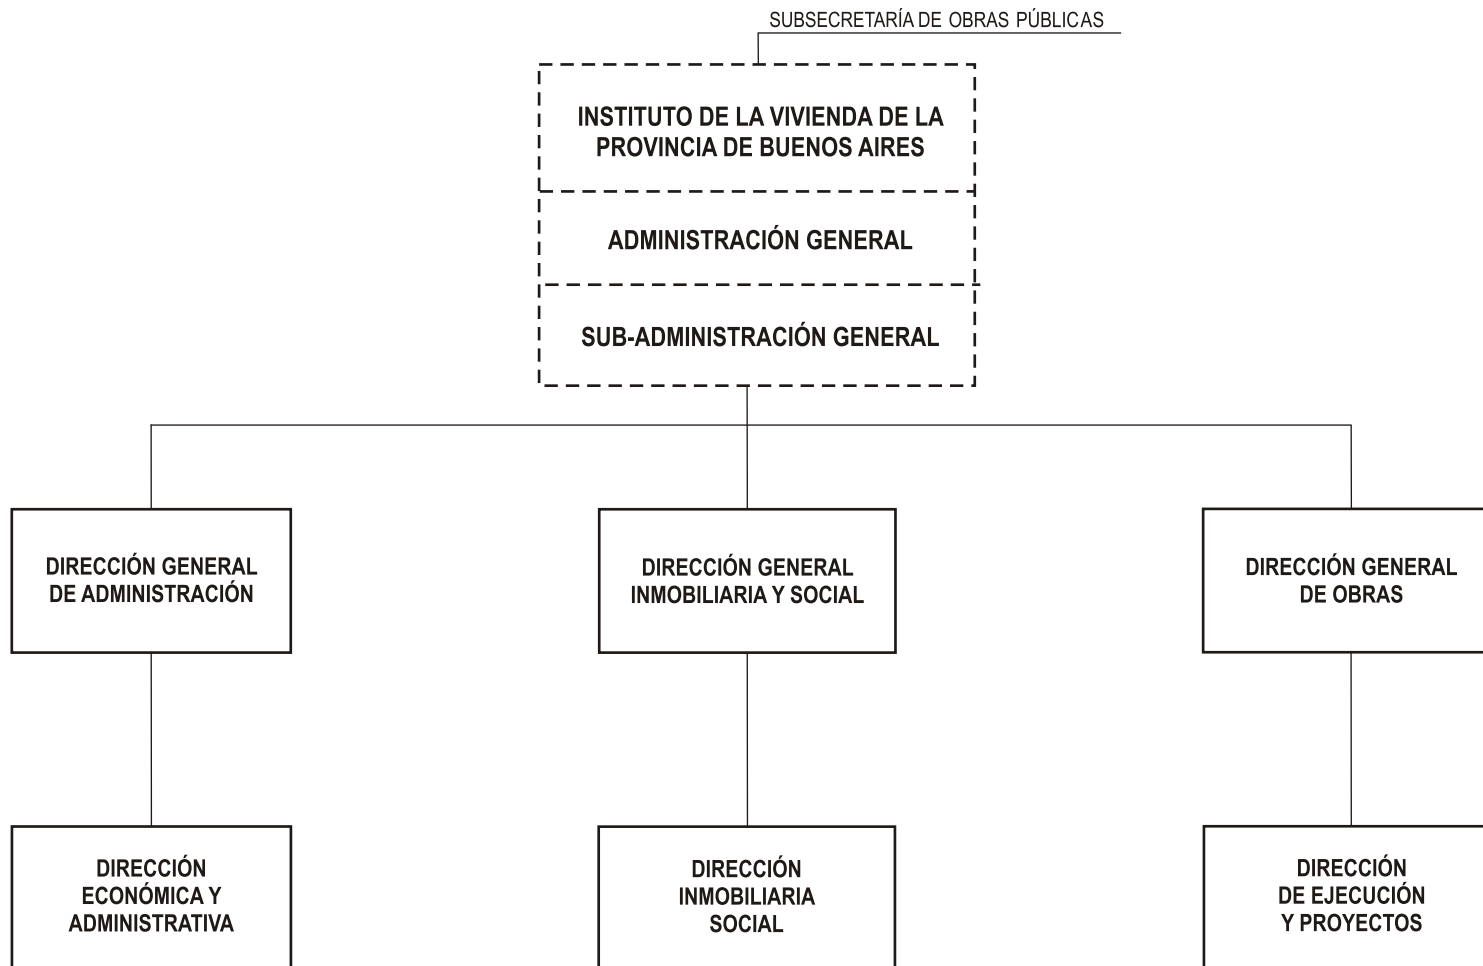 SUBSECRETARÍA DE OBRAS PÚBLICAS
INSTITUTO DE LA VIVIENDA DE LA
PROVINCIA DE BUENOS AIRES
ADMINISTRACIÓN GENERAL
SUB-ADMINISTRACIÓN GENERAL
DIRECCIÓN GENERAL
DE ADMINISTRACIÓN
DIRECCIÓN GENERAL
INMOBILIARIA Y SOCIAL
DIRECCIÓN GENERAL
DE OBRAS
DIRECCIÓN
ECONÓMICA Y
ADMINISTRATIVA
DIRECCIÓN
INMOBILIARIA
SOCIAL
DIRECCIÓN
DE EJECUCIÓN
Y PROYECTOS